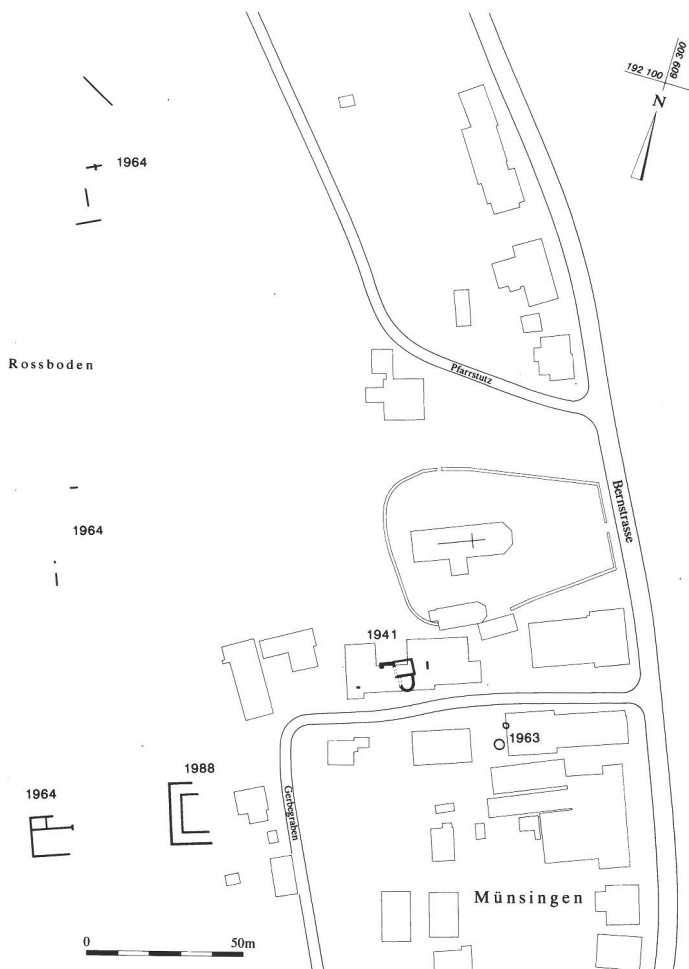 192 100
609 300
N
1964
Rossboden
Pfarrstutz
1964
Bernstrasse
1941
1963
1988
1964
Gerbegraben
Münsingen
0 50m